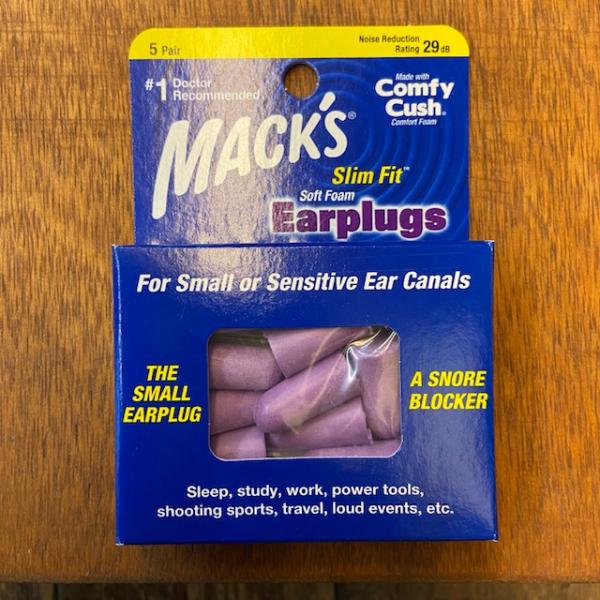 5 Pair
Noise Reduction
Rating 29 dB
#1 Doctor
Recommended
Made with
Comfy
Cush®
Comfort Foam
MACK'S®
Slim Fit™
Soft Foam
Earplugs
For Small or Sensitive Ear Canals
THE
SMALL
EARPLUG
A SNORE
BLOCKER
Sleep, study, work, power tools,
shooting sports, travel, loud events, etc.